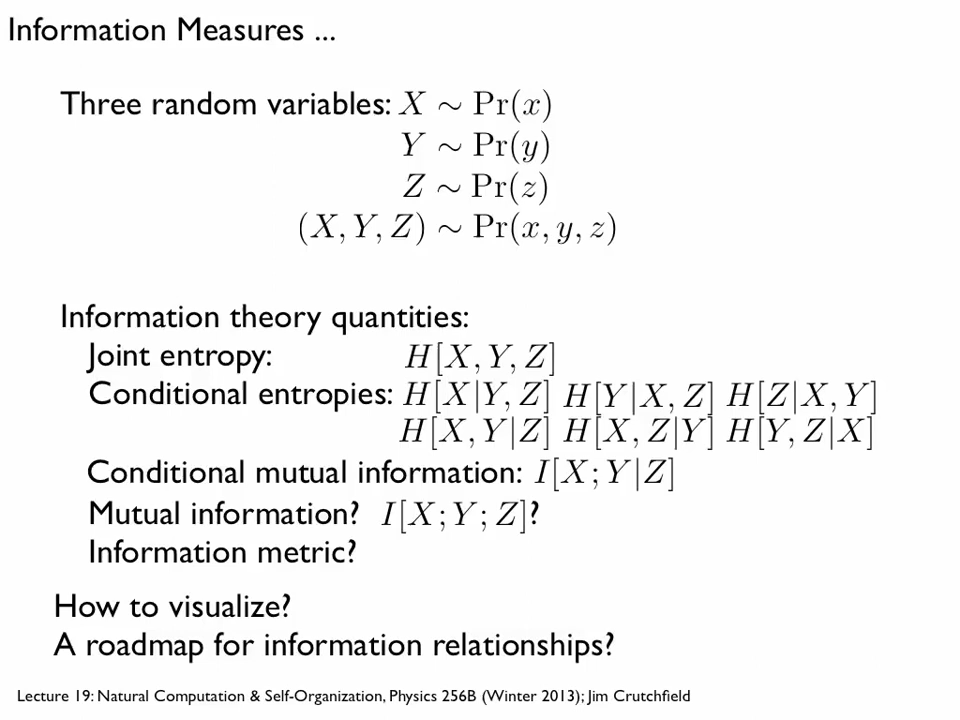 Information Measures ...
Three random variables: X ∼ Pr(x)
Y ∼ Pr(y)
Z ∼ Pr(z)
(X, Y, Z) ∼ Pr(x, y, z)
Information theory quantities:
Joint entropy: H[X, Y, Z]
Conditional entropies: H[X|Y, Z] H[Y|X, Z] H[Z|X, Y]
H[X, Y|Z] H[X, Z|Y] H[Y, Z|X]
Conditional mutual information: I[X; Y|Z]
Mutual information? I[X; Y; Z]?
Information metric?
How to visualize?
A roadmap for information relationships?
Lecture 19: Natural Computation & Self-Organization, Physics 256B (Winter 2013); Jim Crutchfield